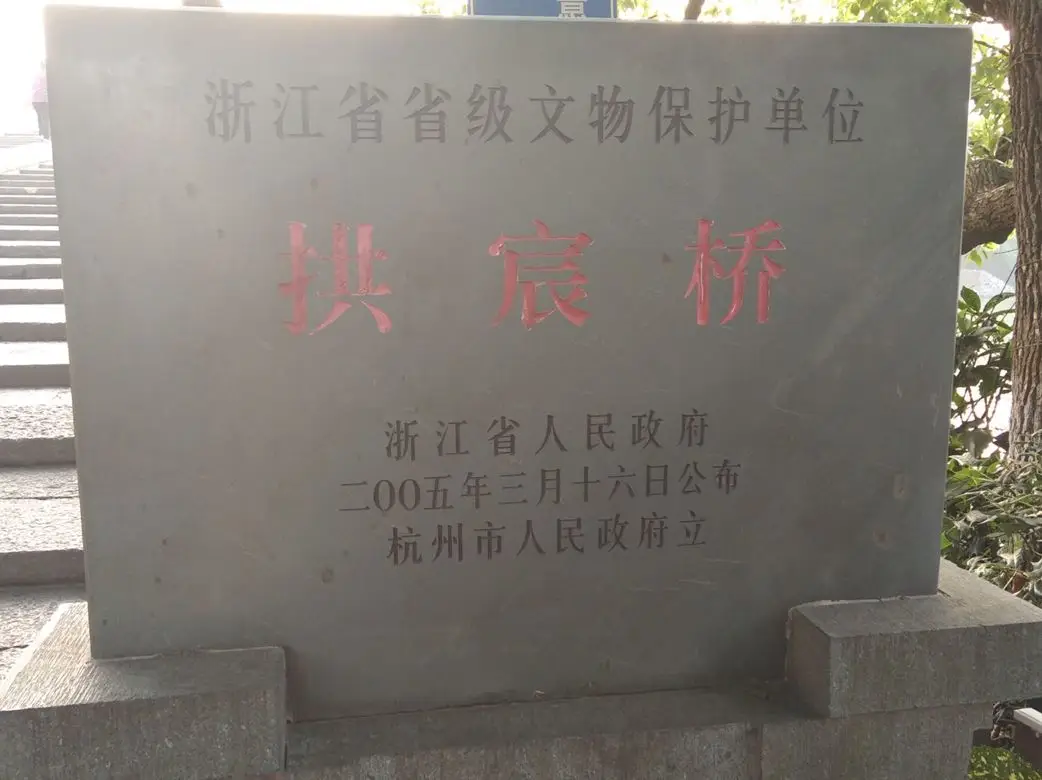 浙江省省级文物保护单位
拱宸桥
浙江省人民政府
二00五年三月十六日公布
杭州市人民政府立